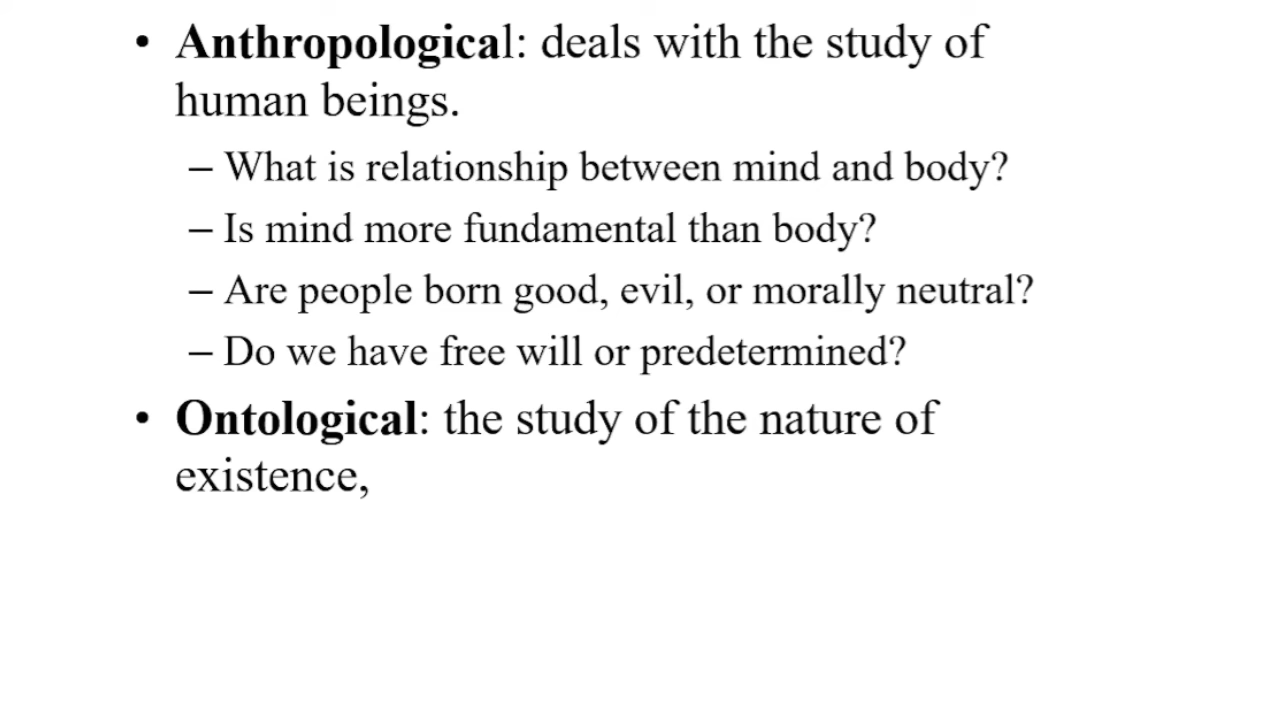 • Anthropological: deals with the study of
human beings.
– What is relationship between mind and body?
– Is mind more fundamental than body?
– Are people born good, evil, or morally neutral?
– Do we have free will or predetermined?
• Ontological: the study of the nature of
existence,